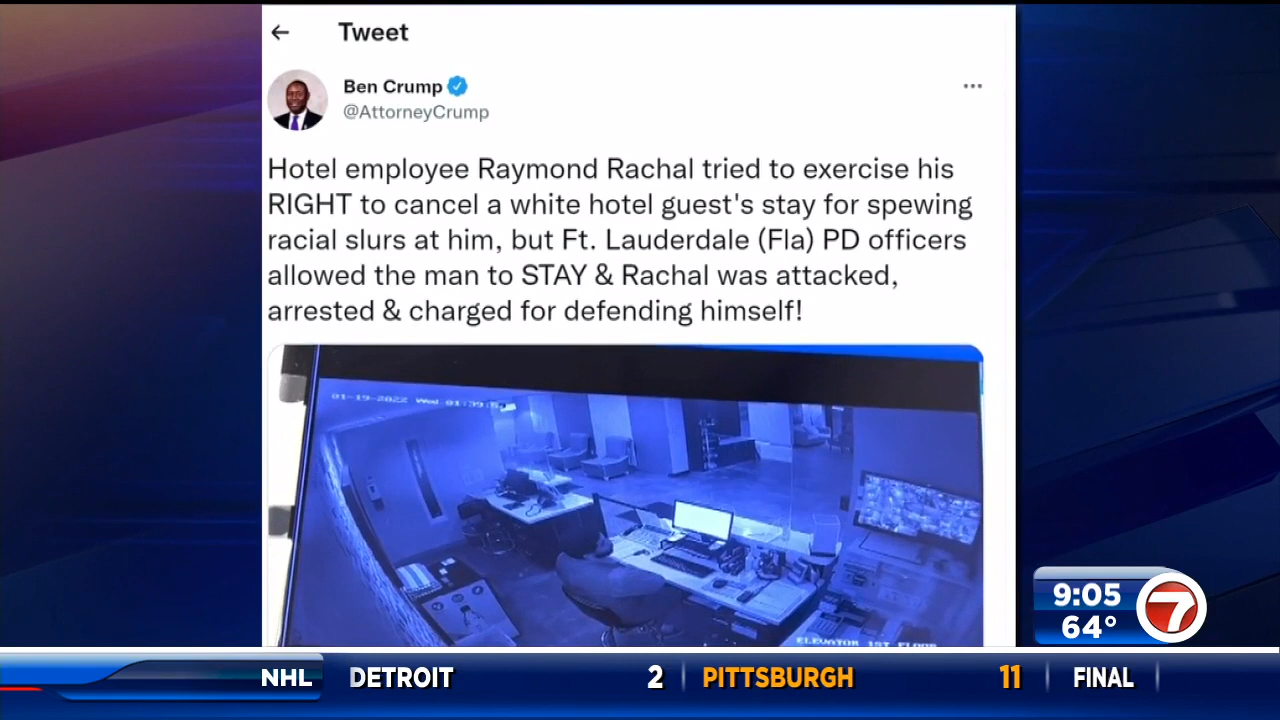 Tweet
Ben Crump
@AttorneyCrump
Hotel employee Raymond Rachal tried to exercise his
RIGHT to cancel a white hotel guest's stay for spewing
racial slurs at him, but Ft. Lauderdale (Fla) PD officers
allowed the man to STAY & Rachal was attacked,
arrested & charged for defending himself!
01-19-2022 Wed
ELEVATOR 1ST FLOOR
9:05
64°
7
NHL DETROIT 2 PITTSBURGH 11 FINAL